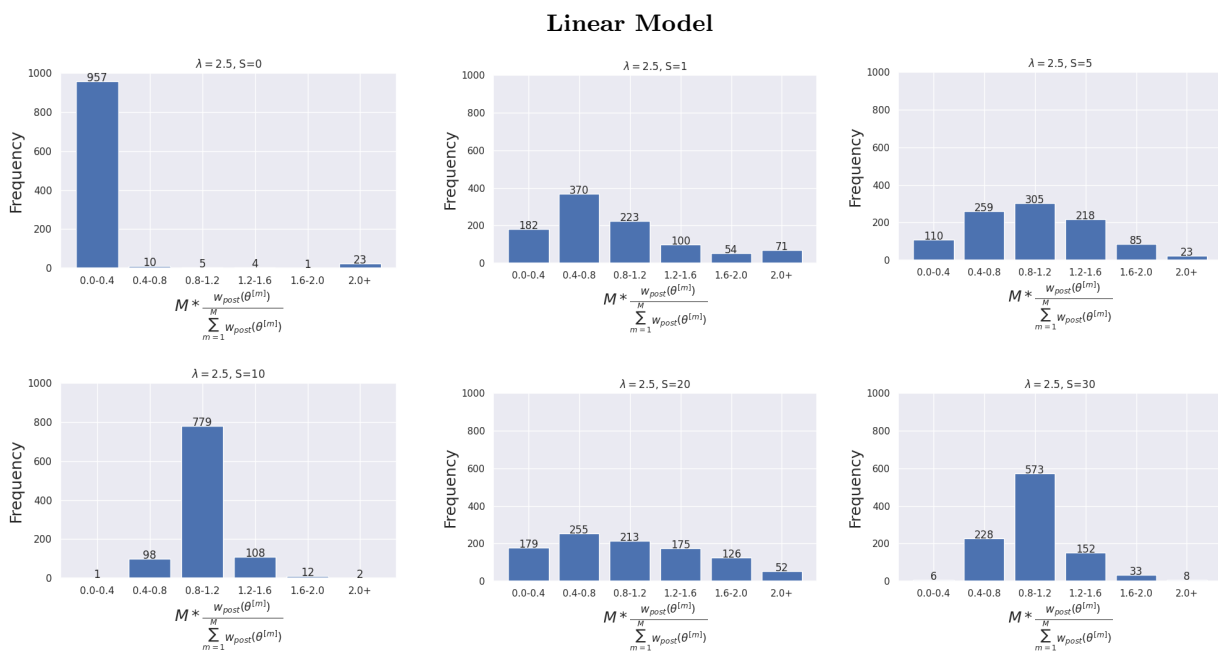 Linear Model
λ = 2.5, S=0
1000
800
600
400
200
0
Frequency
957
10
5
4
1
23
0.0-0.4 0.4-0.8 0.8-1.2 1.2-1.6 1.6-2.0 2.0+
M * w_post(θ^[m]) / ∑_{m=1}^{M} w_post(θ^[m])
λ = 2.5, S=1
1000
800
600
400
200
0
Frequency
182
370
223
100
54
71
0.0-0.4 0.4-0.8 0.8-1.2 1.2-1.6 1.6-2.0 2.0+
M * w_post(θ^[m]) / ∑_{m=1}^{M} w_post(θ^[m])
λ = 2.5, S=5
1000
800
600
400
200
0
Frequency
110
259
305
218
85
23
0.0-0.4 0.4-0.8 0.8-1.2 1.2-1.6 1.6-2.0 2.0+
M * w_post(θ^[m]) / ∑_{m=1}^{M} w_post(θ^[m])
λ = 2.5, S=10
1000
800
600
400
200
0
Frequency
1
98
779
108
12
2
0.0-0.4 0.4-0.8 0.8-1.2 1.2-1.6 1.6-2.0 2.0+
M * w_post(θ^[m]) / ∑_{m=1}^{M} w_post(θ^[m])
λ = 2.5, S=20
1000
800
600
400
200
0
Frequency
179
255
213
175
126
52
0.0-0.4 0.4-0.8 0.8-1.2 1.2-1.6 1.6-2.0 2.0+
M * w_post(θ^[m]) / ∑_{m=1}^{M} w_post(θ^[m])
λ = 2.5, S=30
1000
800
600
400
200
0
Frequency
6
228
573
152
33
8
0.0-0.4 0.4-0.8 0.8-1.2 1.2-1.6 1.6-2.0 2.0+
M * w_post(θ^[m]) / ∑_{m=1}^{M} w_post(θ^[m])